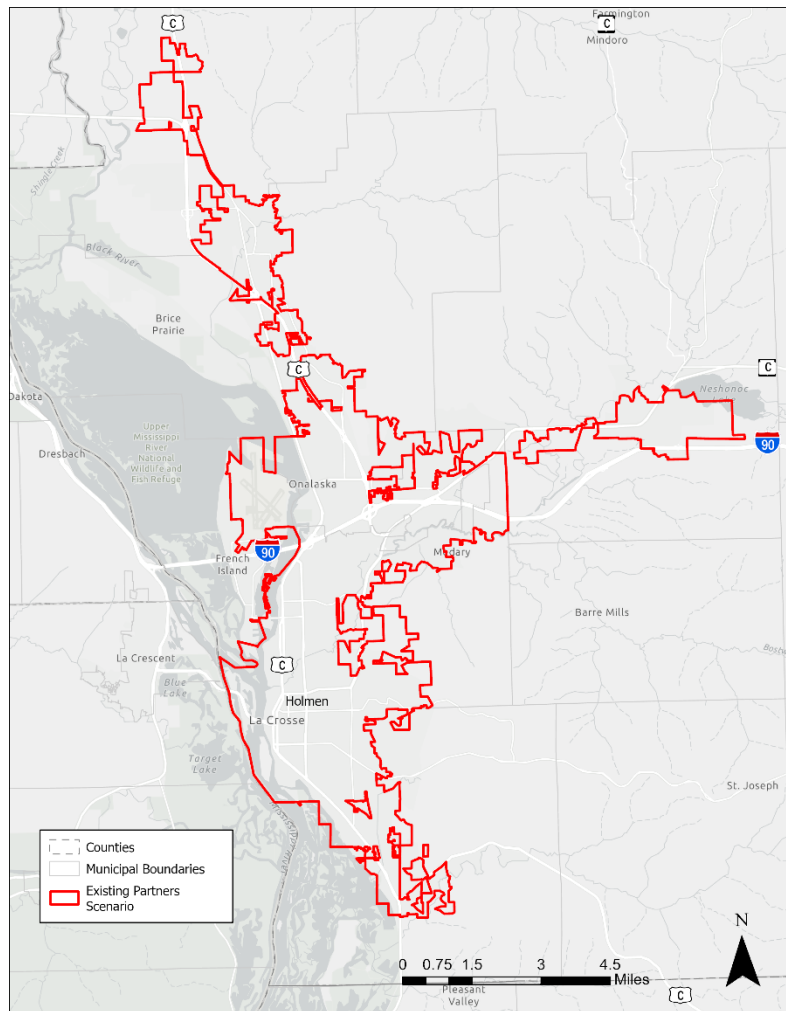 C
Farmington
C
Mindoro
Shingle Creek
Black River
Brice
Prairie
C
C
Neshonoc
Dakota
Upper
Mississippi
River
National
Wildlife and
Fish Refuge
Dresbach
90
Onalaska
90
French
Island
Medary
Barre Mills
La Crescent
C
Blue
Lake
Holmen
La Crosse
Target
Lake
St. Joseph
Counties
Municipal Boundaries
Existing Partners
Scenario
N
0 0.75 1.5 3 4.5
Miles
Pleasant
Valley
C